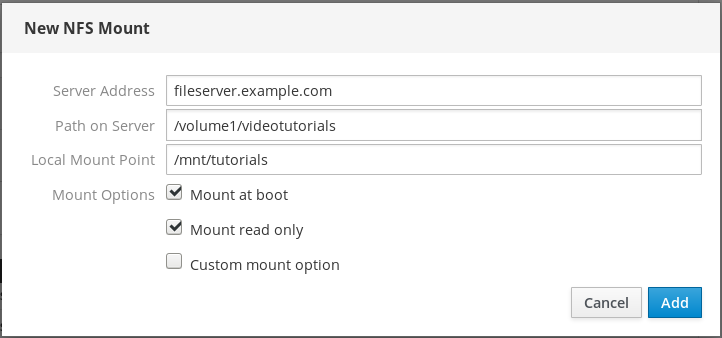 New NFS Mount
Server Address fileserver.example.com
Path on Server /volume1/videotutorials
Local Mount Point /mnt/tutorials
Mount Options Mount at boot
Mount read only
Custom mount option
Cancel Add